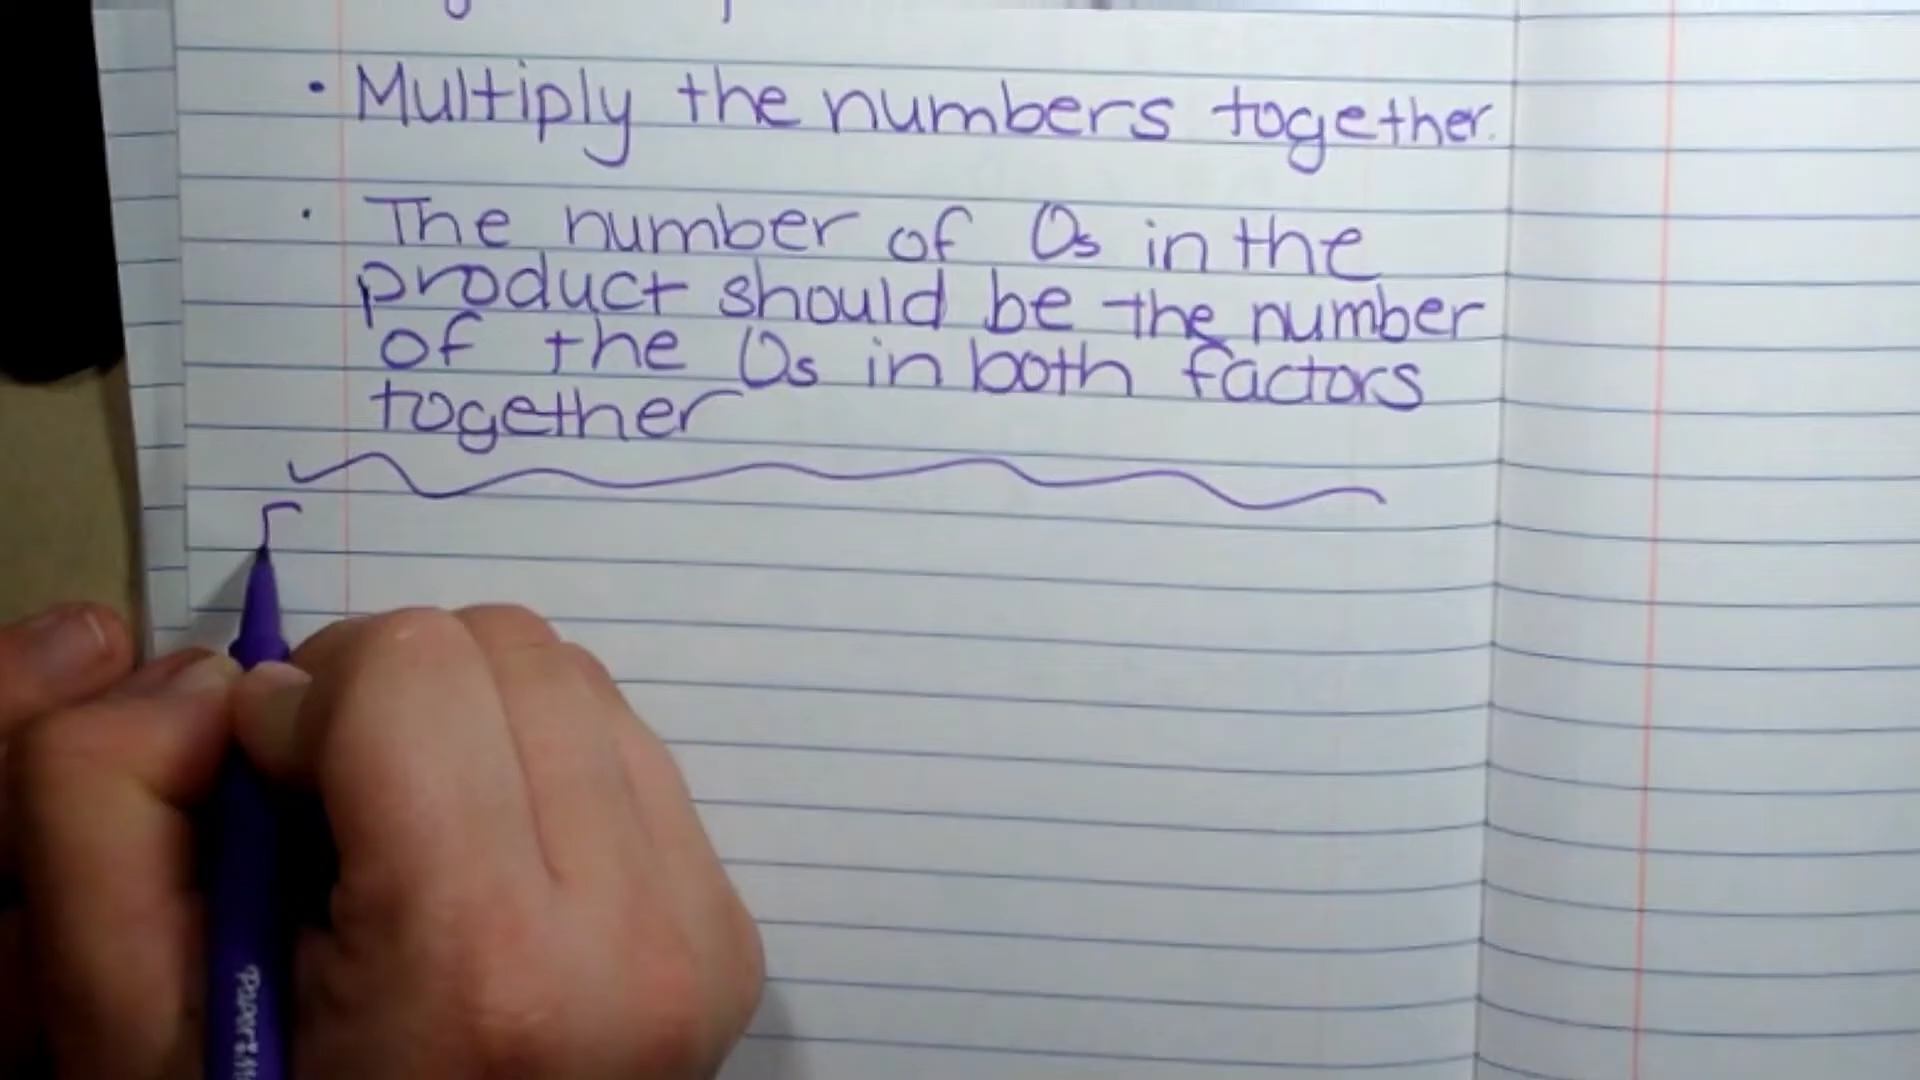 • Multiply the numbers together.
• The number of 0s in the
product should be the number
of the 0s in both factors
together